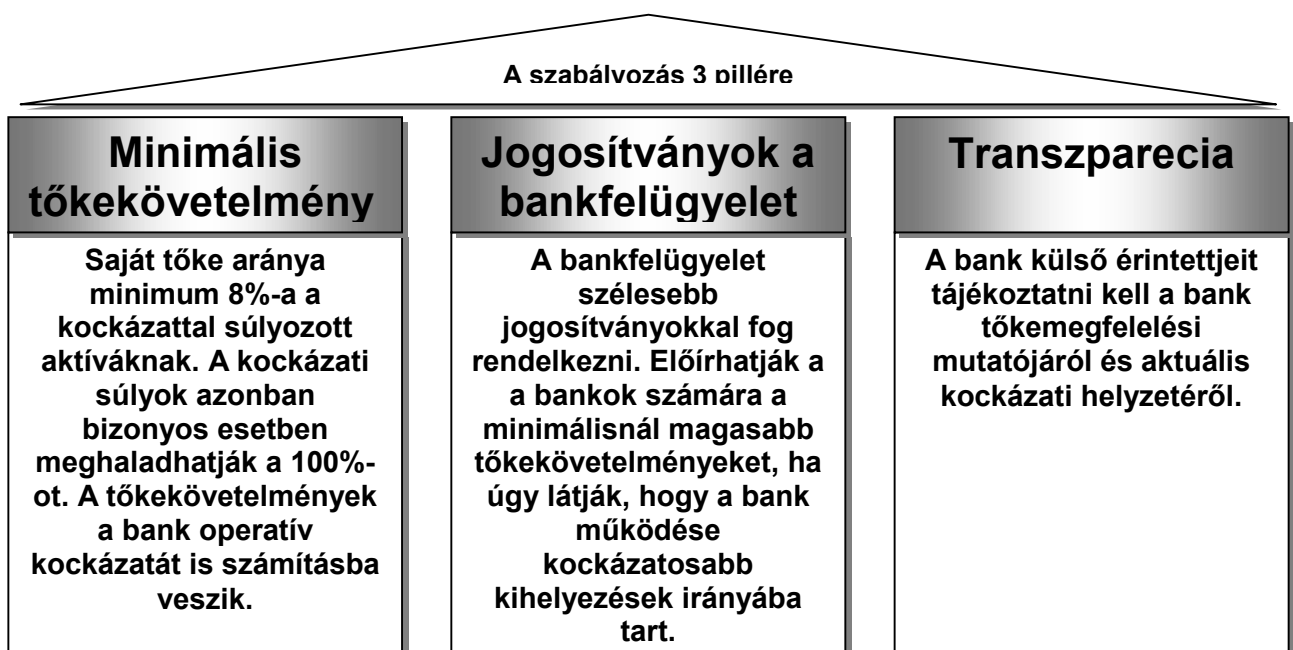 A szabályozás 3 pillére
Minimális
tőkekövetelmény
Saját tőke aránya
minimum 8%-a a
kockázattal súlyozott
aktíváknak. A kockázati
súlyok azonban
bizonyos esetben
meghaladhatják a 100%-
ot. A tőkekövetelmények
a bank operatív
kockázatát is számításba
veszik.
Jogosítványok a
bankfelügyelet
A bankfelügyelet
szélesebb
jogosítványokkal fog
rendelkezni. Előírhatják a
a bankok számára a
minimálisnál magasabb
tőkekövetelményeket, ha
úgy látják, hogy a bank
működése
kockázatosabb
kihelyezések irányába
tart.
Transzparecia
A bank külső érintettjeit
tájékoztatni kell a bank
tőkemegfelelési
mutatójáról és aktuális
kockázati helyzetéről.